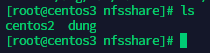 [root@centos3 nfsshare]# ls
centos2  dung
[root@centos3 nfsshare]#